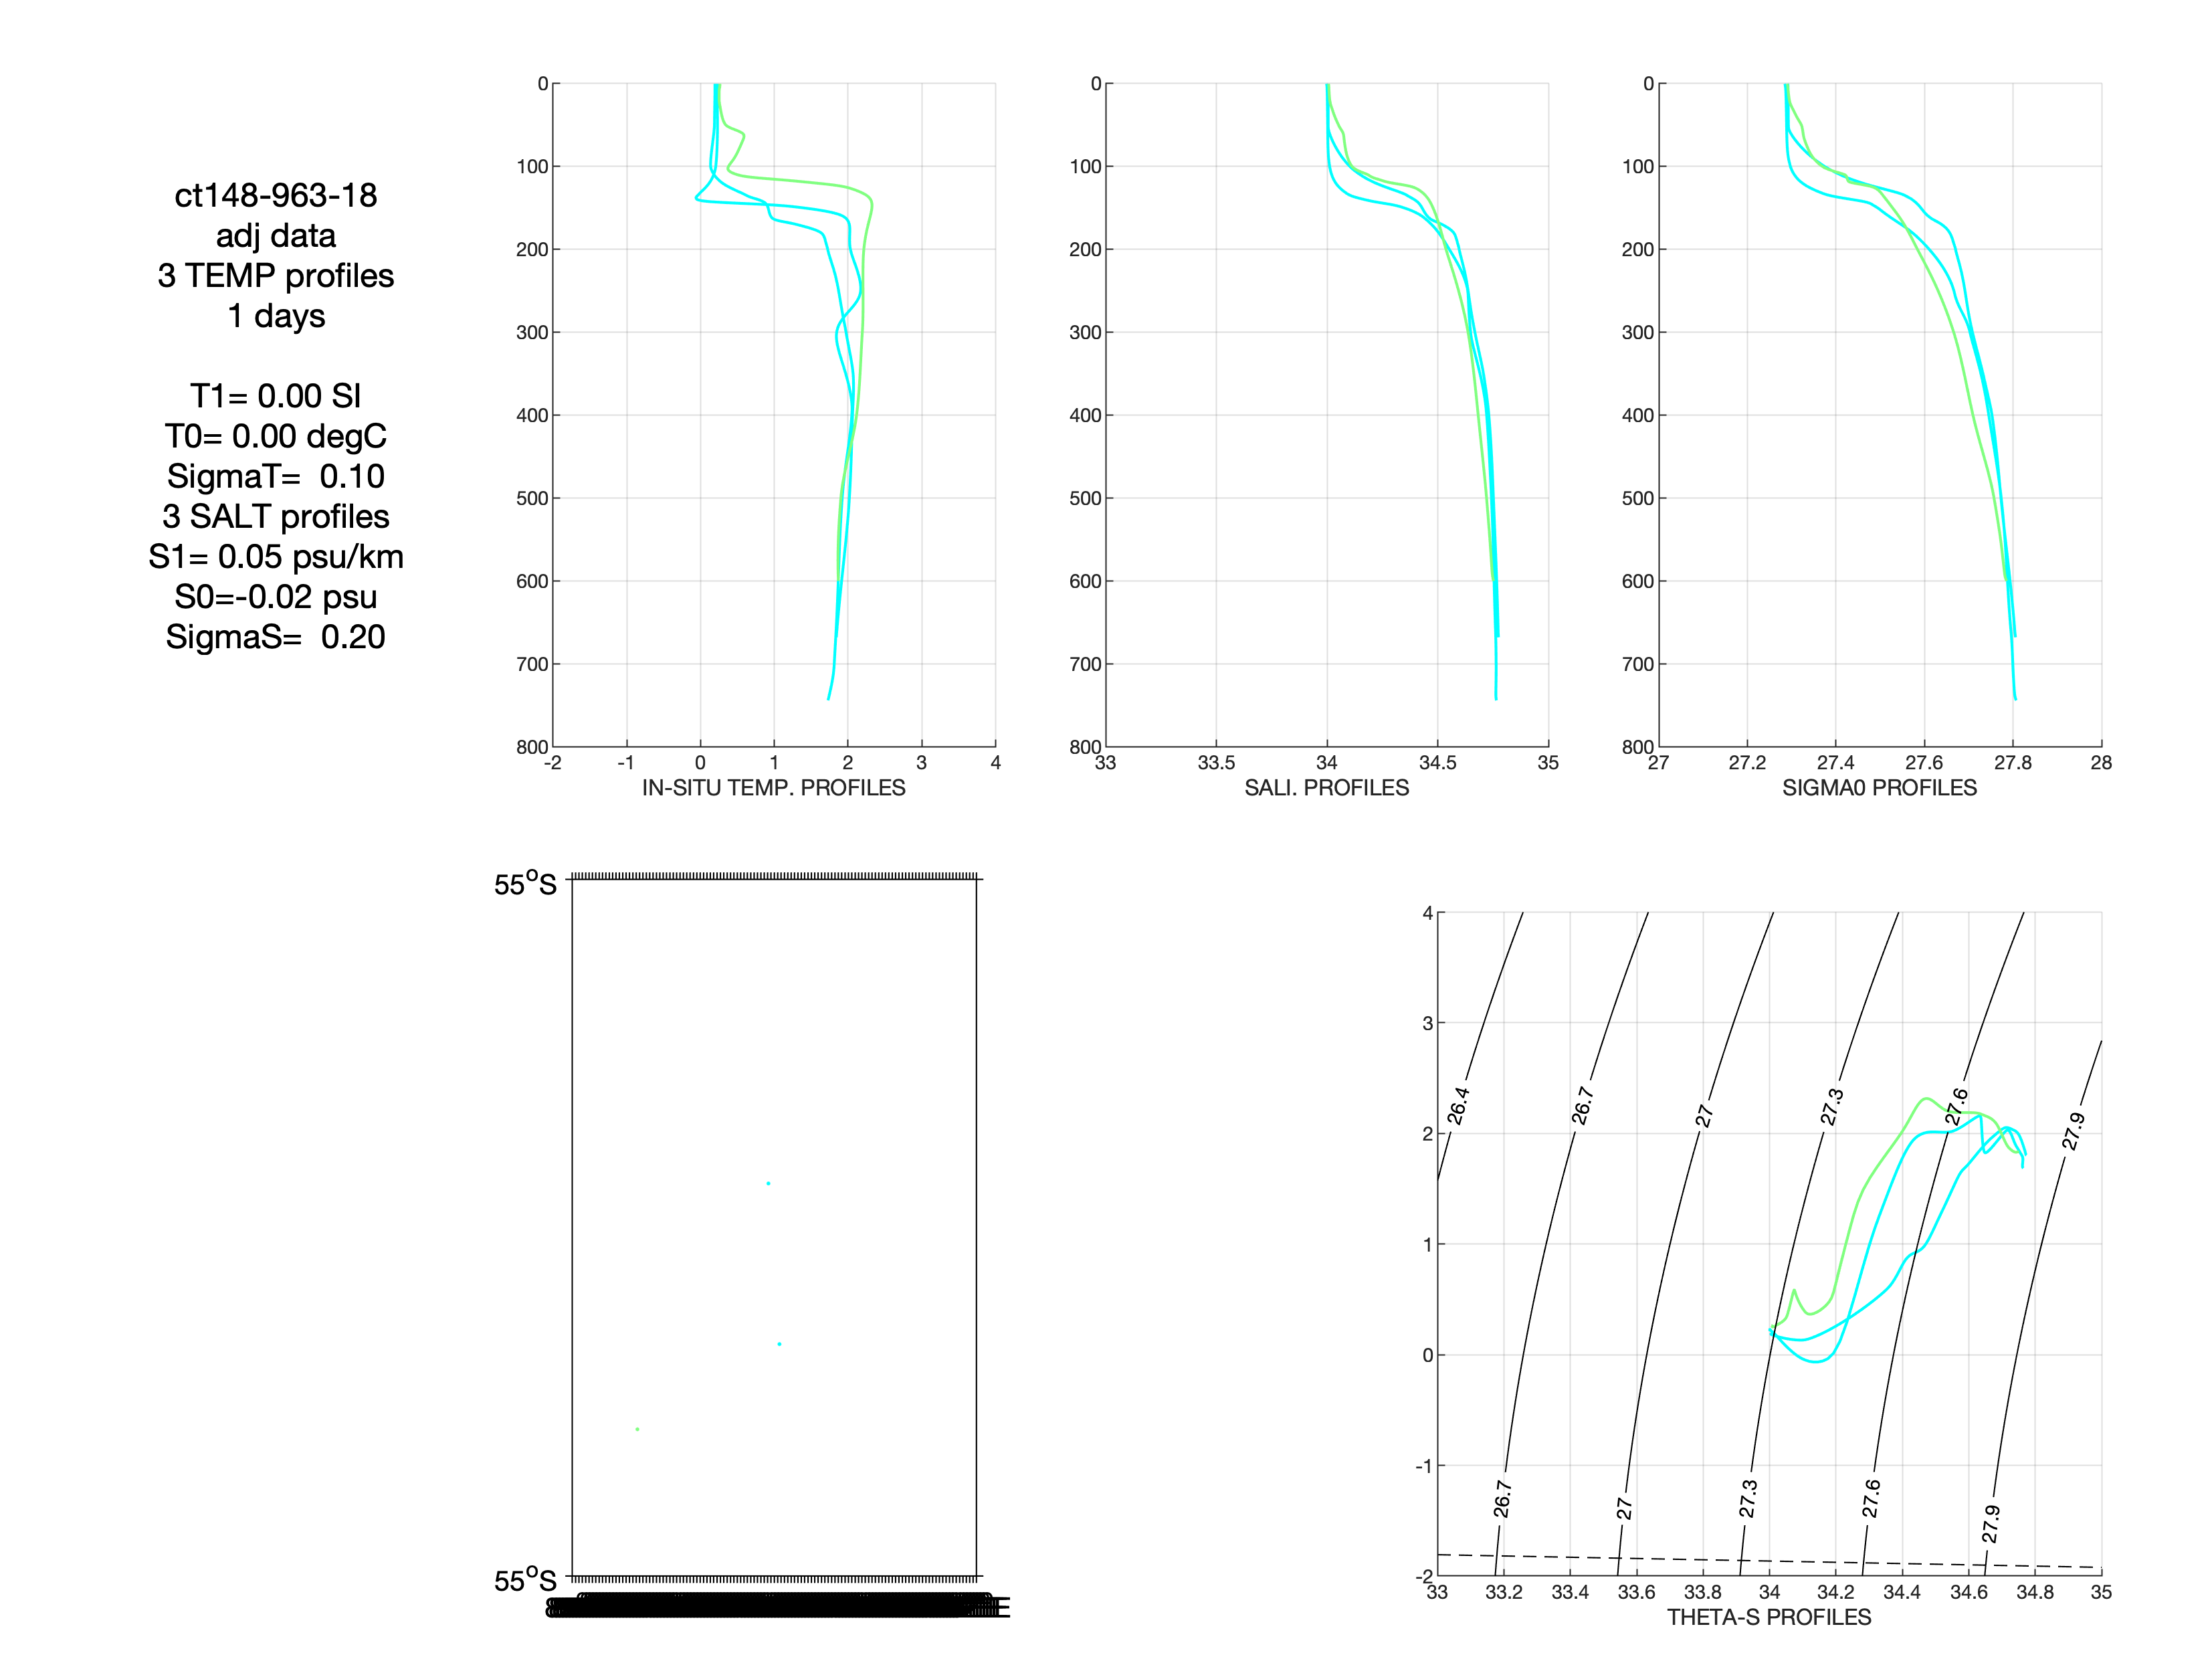 ct148-963-18
adj data
3 TEMP profiles
1 days
T1= 0.00 SI
T0= 0.00 degC
SigmaT= 0.10
3 SALT profiles
S1= 0.05 psu/km
S0=-0.02 psu
SigmaS= 0.20
0
100
200
300
400
500
600
700
800
-2 -1 0 1 2 3 4
IN-SITU TEMP. PROFILES
0
100
200
300
400
500
600
700
800
33 33.5 34 34.5 35
SALI. PROFILES
0
100
200
300
400
500
600
700
800
27 27.2 27.4 27.6 27.8 28
SIGMA0 PROFILES
55°S
55°S
4
3
2
1
0
-1
-2
26.4 26.7 27 27.3 27.6 27.9
26.7 27 27.3 27.6 27.9
33 33.2 33.4 33.6 33.8 34 34.2 34.4 34.6 34.8 35
THETA-S PROFILES